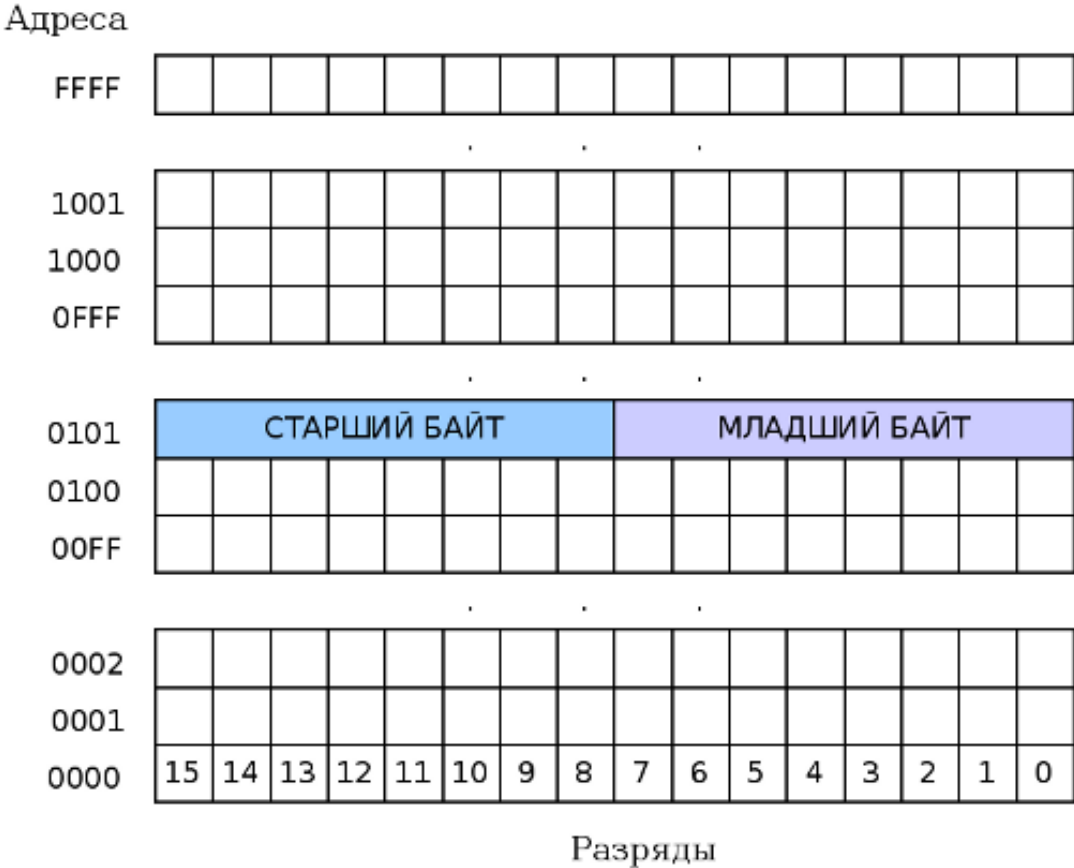 Адреса
FFFF
. . .
1001
1000
0FFF
. . .
0101 СТАРШИЙ БАЙТ МЛАДШИЙ БАЙТ
0100
00FF
. . .
0002
0001
0000 15 14 13 12 11 10 9 8 7 6 5 4 3 2 1 0
Разряды